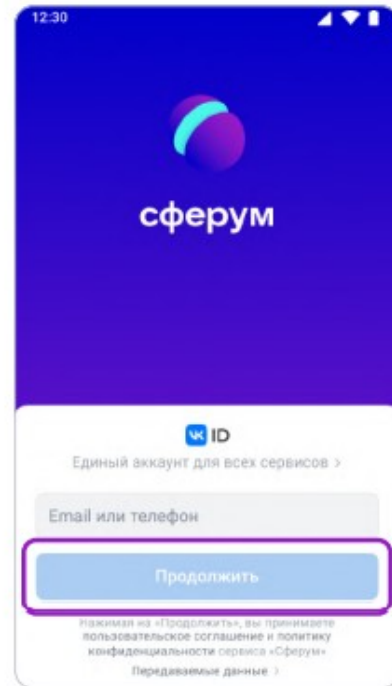 12:30
сферум
VK ID
Единый аккаунт для всех сервисов >
Email или телефон
Продолжить
Нажимая на «Продолжить», вы принимаете
пользовательское соглашение и политику
конфиденциальности сервиса «Сферум»
Передаваемые данные >